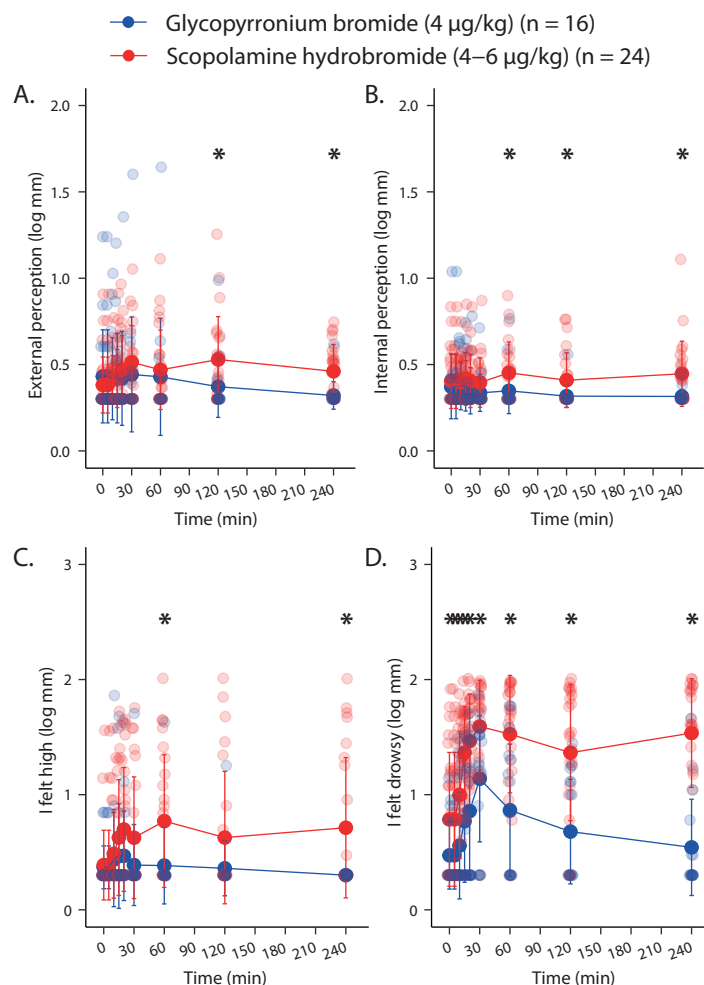 Glycopyrronium bromide (4 µg/kg) (n = 16)
Scopolamine hydrobromide (4–6 µg/kg) (n = 24)
A.
2.0
1.5
1.0
0.5
0.0
External perception (log mm)
* *
0 30 60 90 120 150 180 210 240
Time (min)
B.
2.0
1.5
1.0
0.5
0.0
Internal perception (log mm)
* * *
0 30 60 90 120 150 180 210 240
Time (min)
C.
3
2
1
0
I felt high (log mm)
* *
0 30 60 90 120 150 180 210 240
Time (min)
D.
3
2
1
0
I felt drowsy (log mm)
* * * * * * * * *
0 30 60 90 120 150 180 210 240
Time (min)